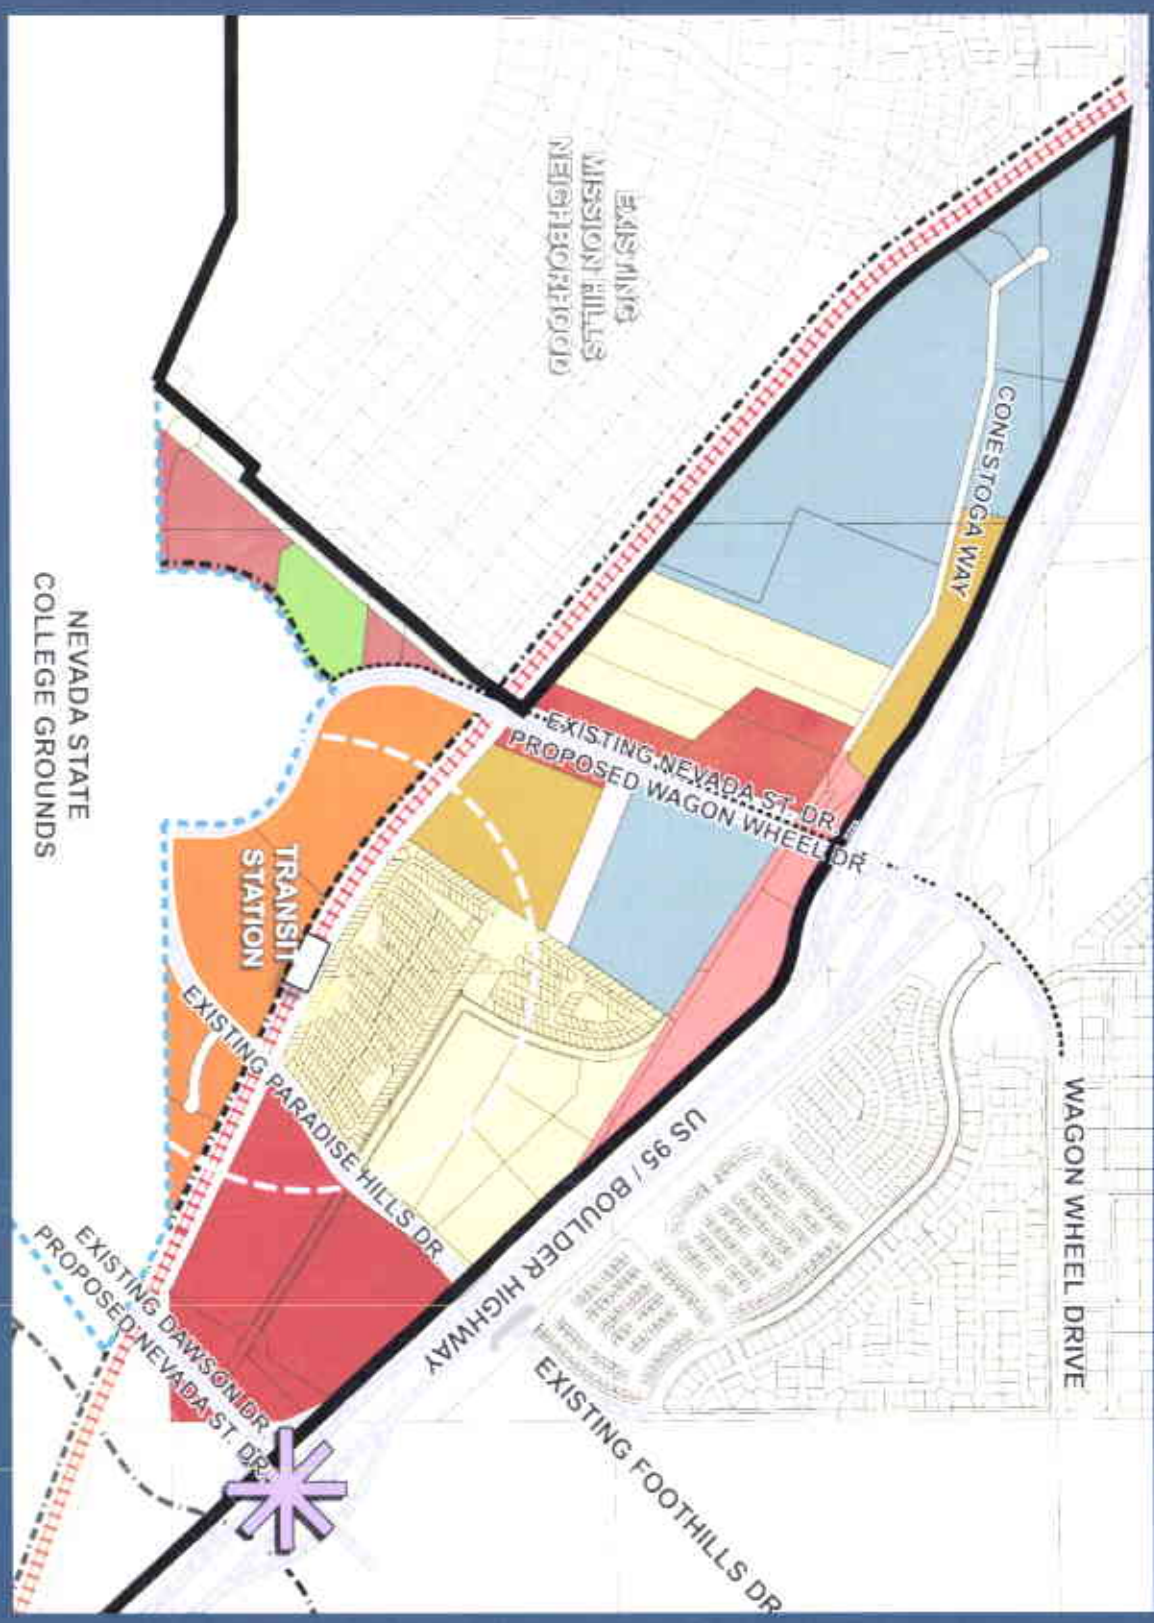 EXISTING
MISSION HILLS
NEIGHBORHOOD
CONESTOGA WAY
NEVADA STATE
COLLEGE GROUNDS
EXISTING NEVADA ST. DR.
PROPOSED WAGON WHEEL DR
TRANSIT
STATION
EXISTING PARADISE HILLS DR
WAGON WHEEL DRIVE
US 95 / BOULDER HIGHWAY
EXISTING DAWSON DR
PROPOSED NEVADA ST. DR.
EXISTING FOOTHILLS DR